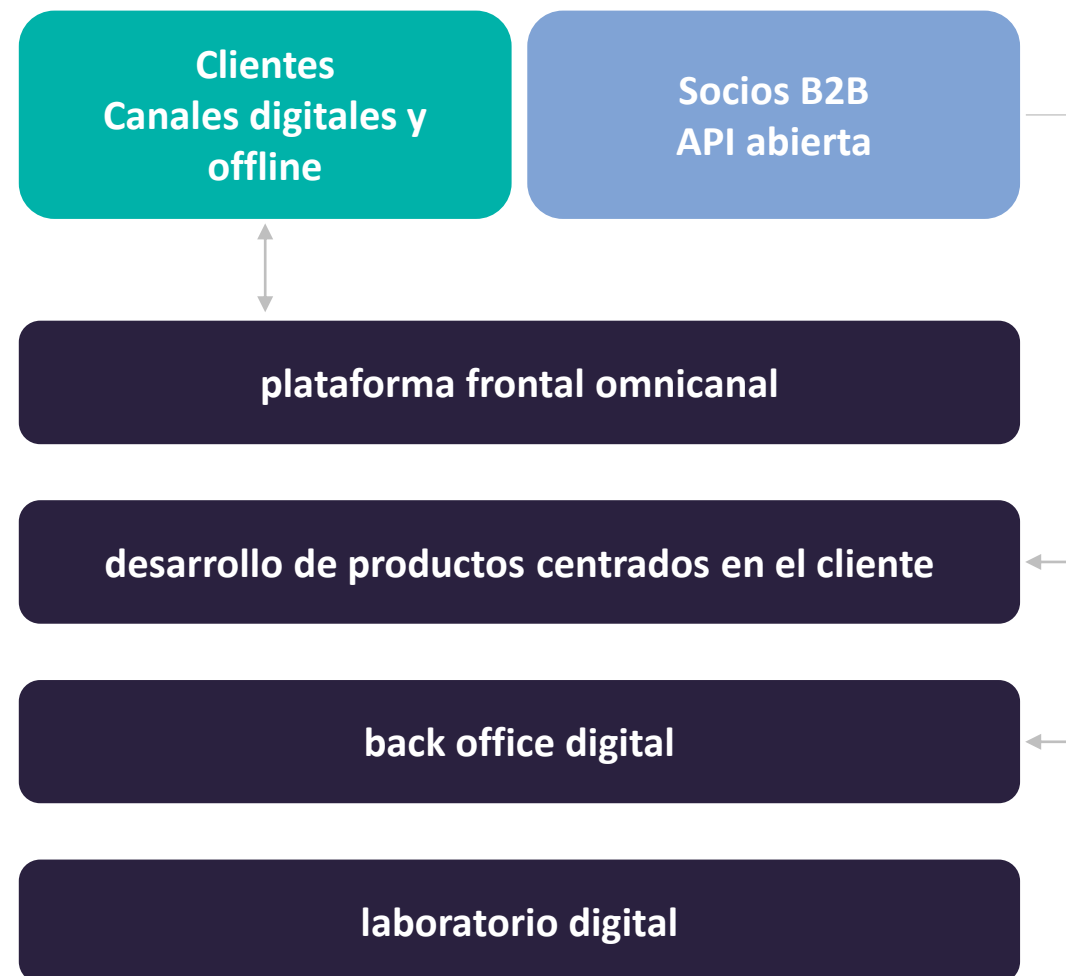 Clientes
Canales digitales y
offline
Socios B2B
API abierta
plataforma frontal omnicanal
desarrollo de productos centrados en el cliente
back office digital
laboratorio digital